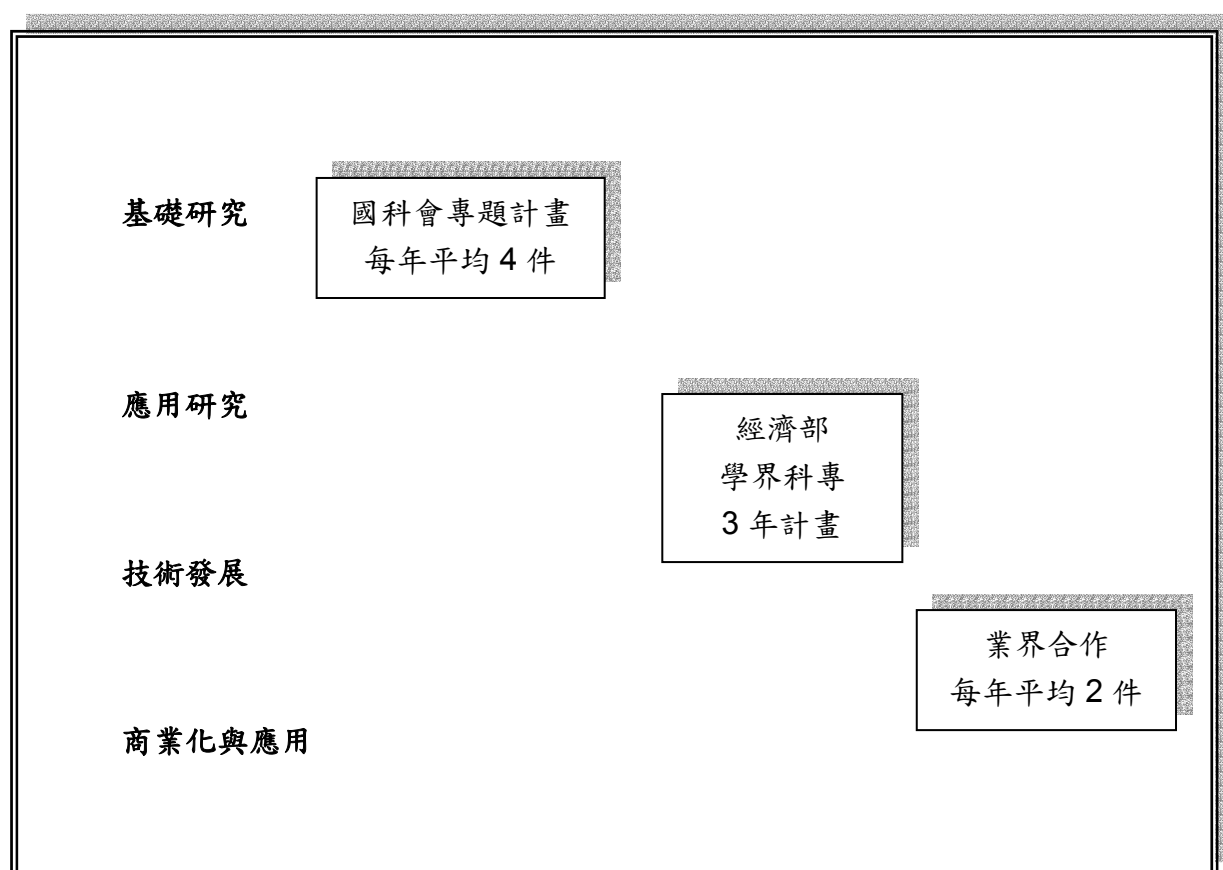 基礎研究
國科會專題計畫
每年平均 4 件
應用研究
經濟部
學界科專
3 年計畫
技術發展
業界合作
每年平均 2 件
商業化與應用